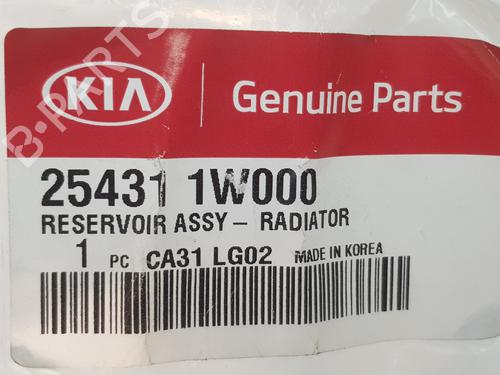 KIA
Genuine Parts
25431 1W000
RESERVOIR ASSY – RADIATOR
1 PC CA31 LG02 MADE IN KOREA
B-PARTS